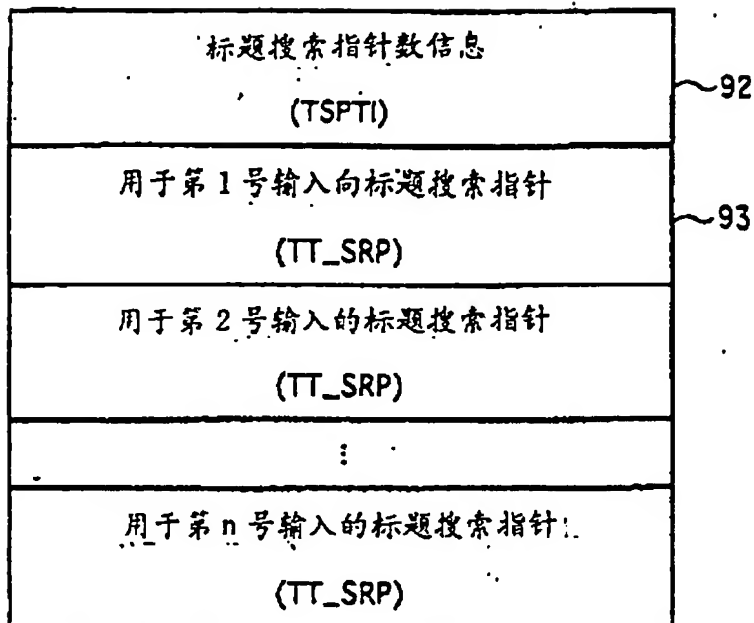 标题搜索指针数信息
(TSPTI)
92
用于第1号输入向标题搜索指针
(TT_SRP)
93
用于第2号输入的标题搜索指针
(TT_SRP)
⋮
用于第n号输入的标题搜索指针
(TT_SRP)